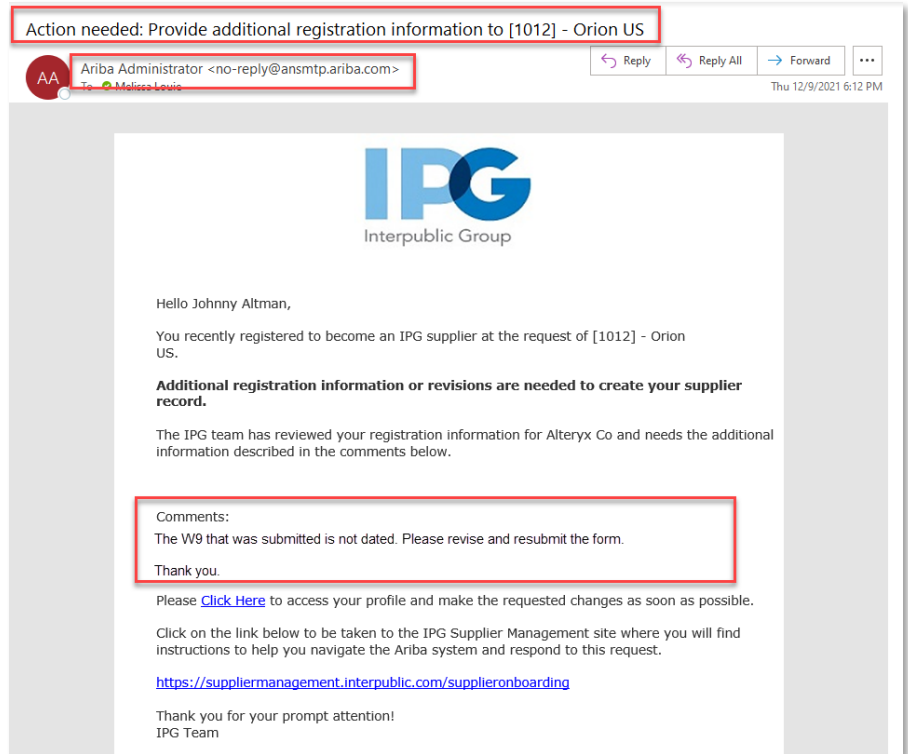 Action needed: Provide additional registration information to [1012] - Orion US
AA
Ariba Administrator <no-reply@ansmtp.ariba.com>
To Melissa Louie
Reply
Reply All
Forward
Thu 12/9/2021 6:12 PM
IPG
Interpublic Group
Hello Johnny Altman,
You recently registered to become an IPG supplier at the request of [1012] - Orion
US.
Additional registration information or revisions are needed to create your supplier
record.
The IPG team has reviewed your registration information for Alteryx Co and needs the additional
information described in the comments below.
Comments:
The W9 that was submitted is not dated. Please revise and resubmit the form.
Thank you.
Please Click Here to access your profile and make the requested changes as soon as possible.
Click on the link below to be taken to the IPG Supplier Management site where you will find
instructions to help you navigate the Ariba system and respond to this request.
https://suppliermanagement.interpublic.com/supplieronboarding
Thank you for your prompt attention!
IPG Team